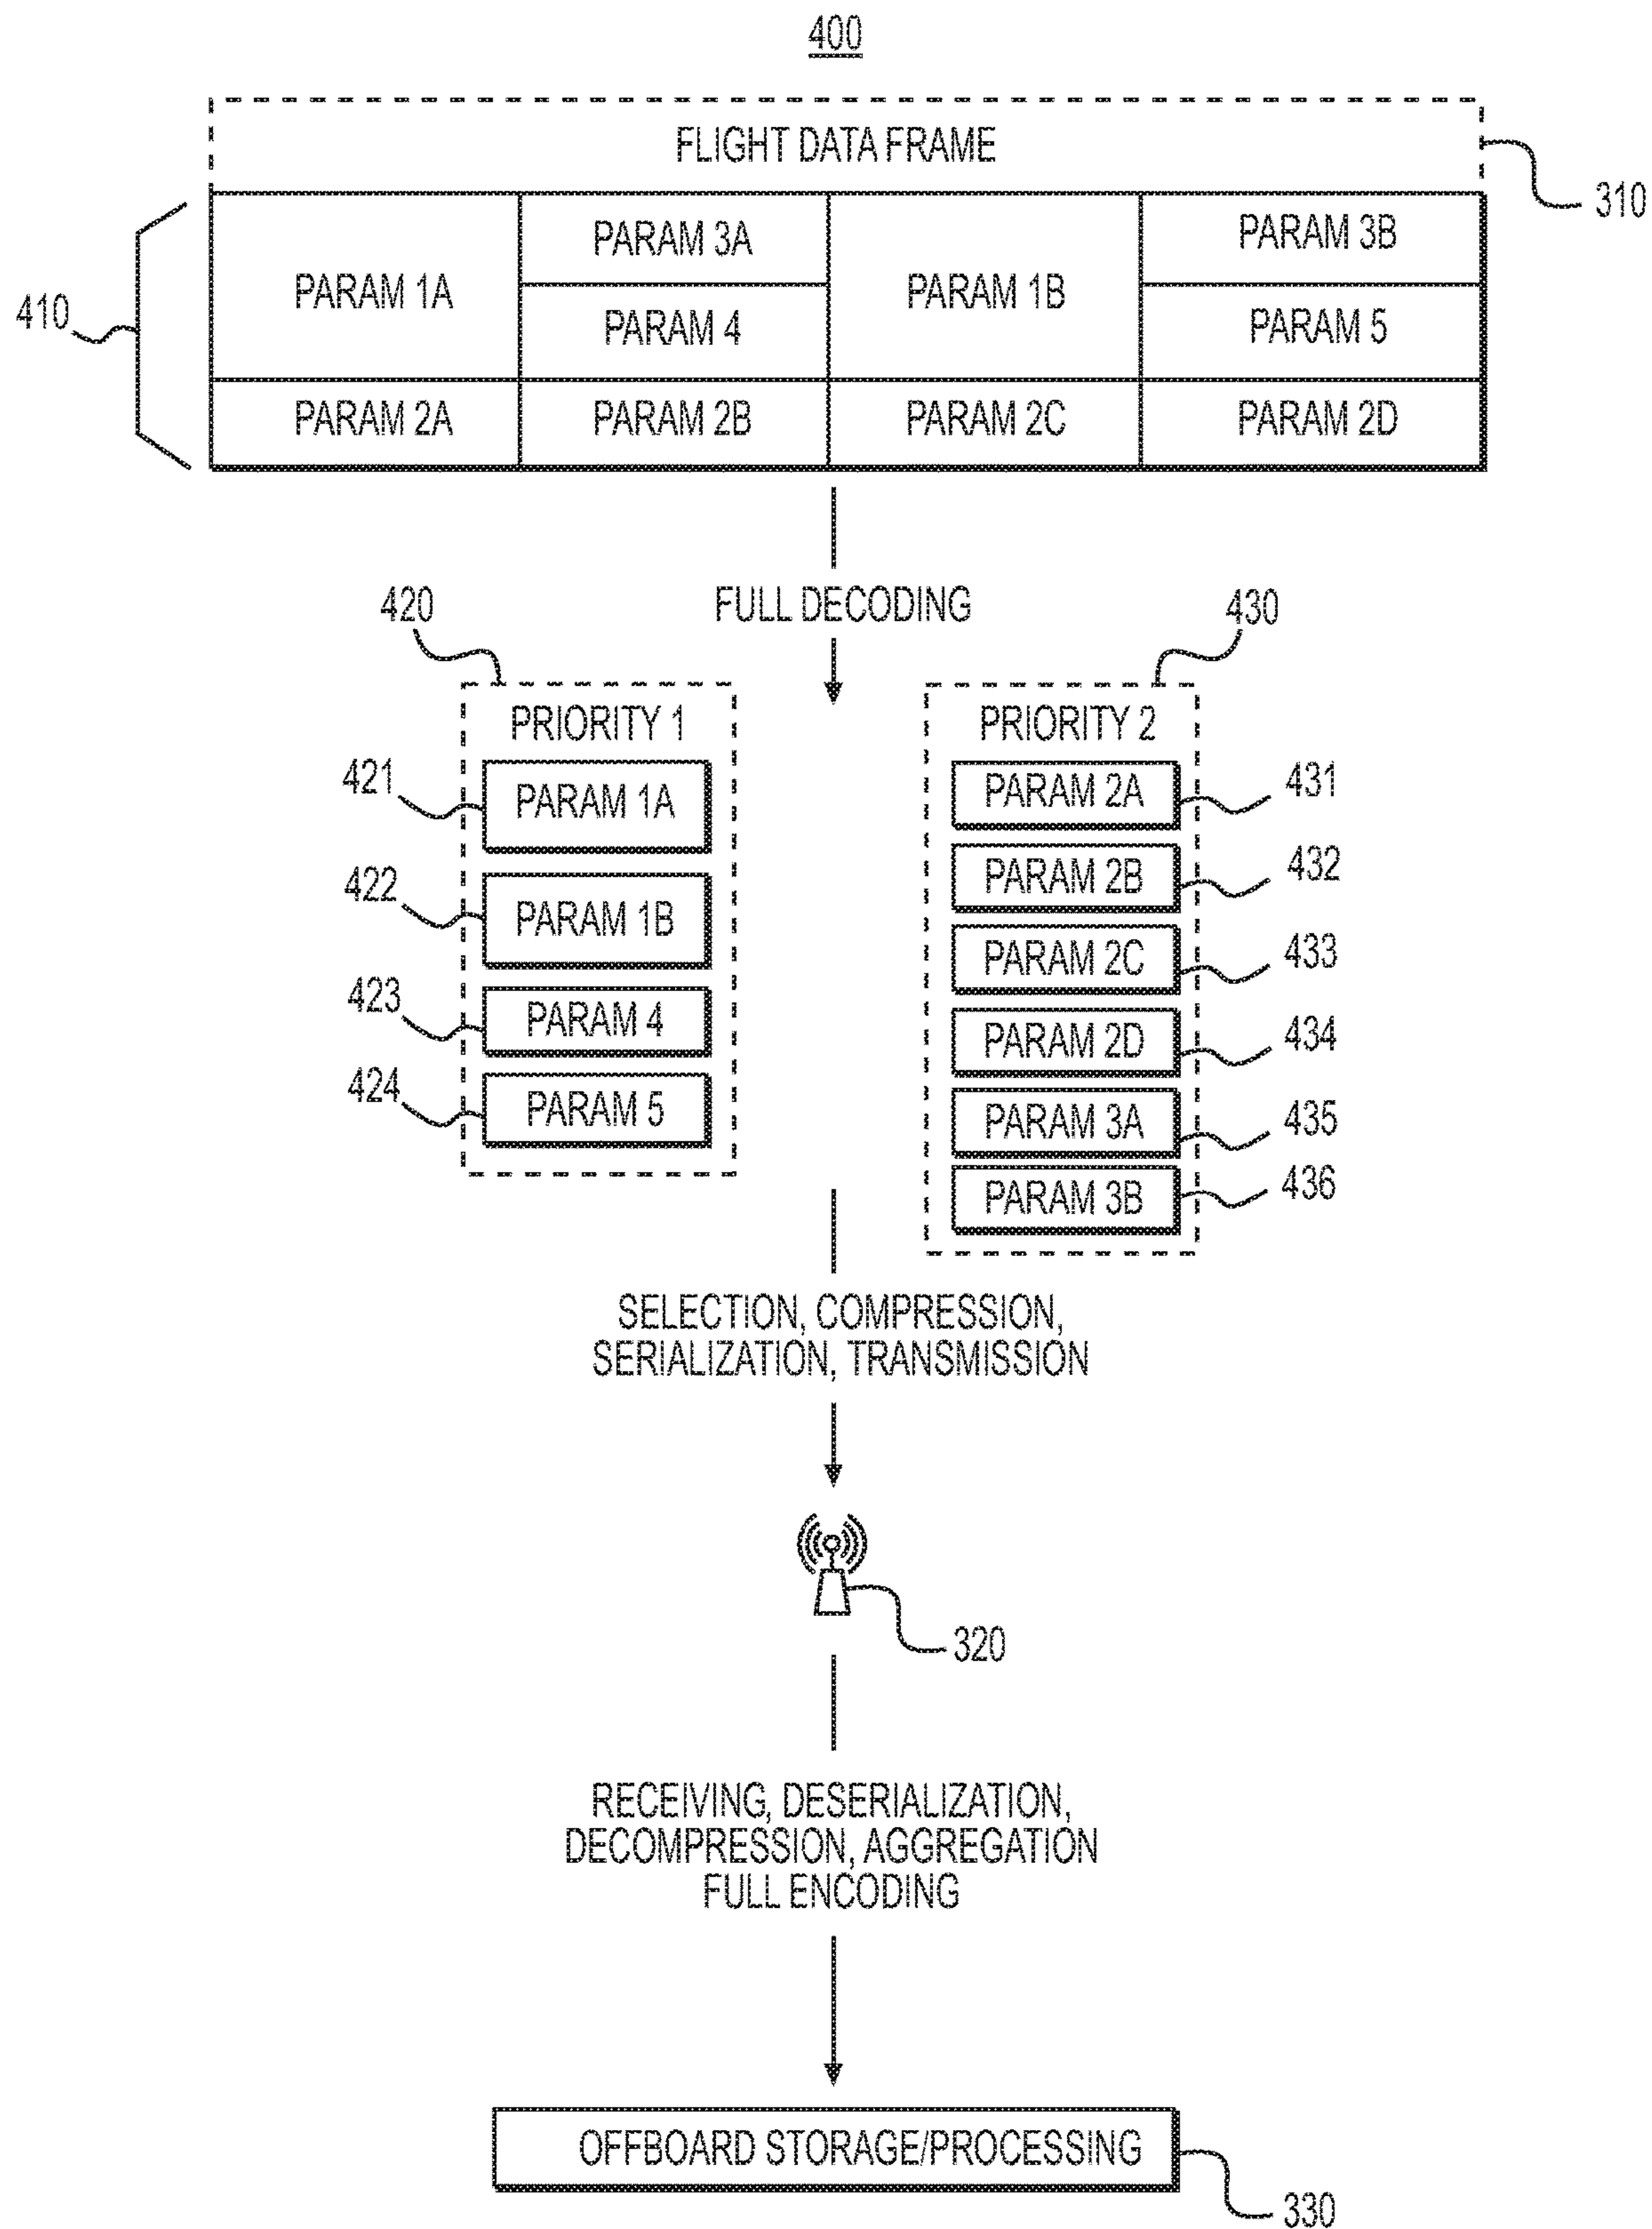 400
FLIGHT DATA FRAME
310
410
PARAM 1A
PARAM 3A
PARAM 1B
PARAM 3B
PARAM 4
PARAM 5
PARAM 2A
PARAM 2B
PARAM 2C
PARAM 2D
FULL DECODING
420
PRIORITY 1
421
PARAM 1A
422
PARAM 1B
423
PARAM 4
424
PARAM 5
430
PRIORITY 2
PARAM 2A
431
PARAM 2B
432
PARAM 2C
433
PARAM 2D
434
PARAM 3A
435
PARAM 3B
436
SELECTION, COMPRESSION,
SERIALIZATION, TRANSMISSION
320
RECEIVING, DESERIALIZATION,
DECOMPRESSION, AGGREGATION
FULL ENCODING
OFFBOARD STORAGE/PROCESSING
330